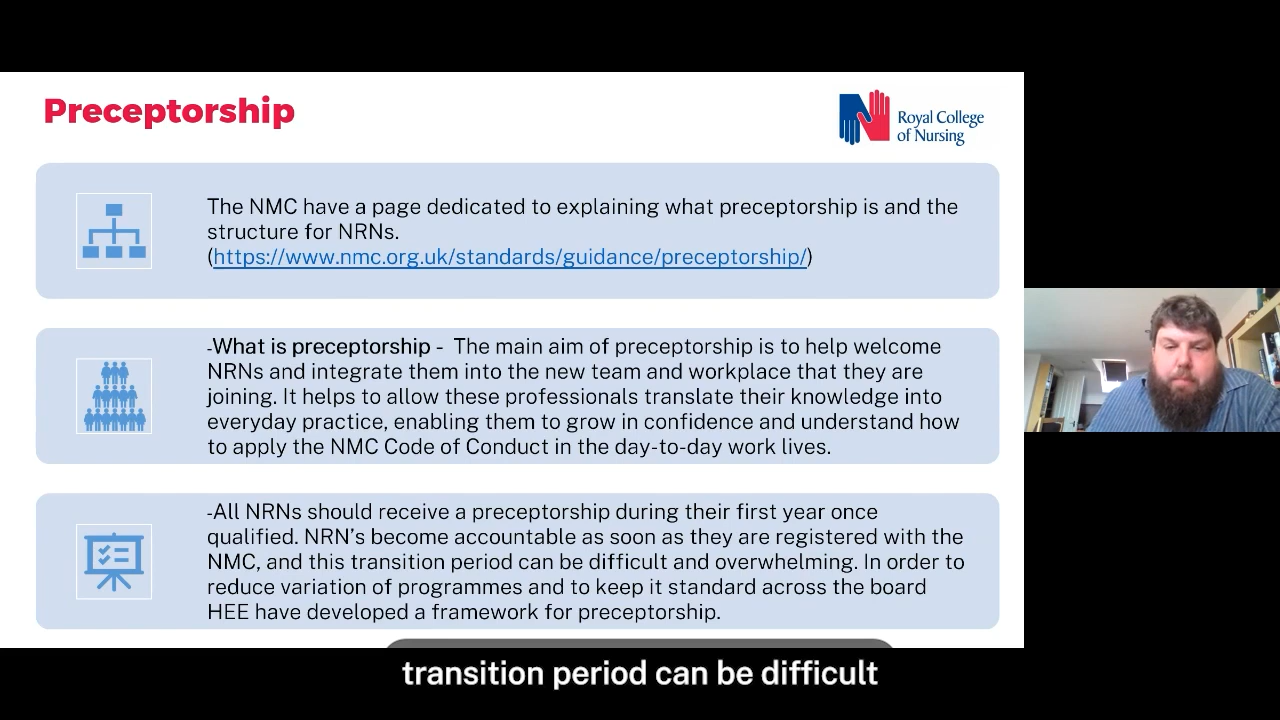 Preceptorship
Royal College
of Nursing
The NMC have a page dedicated to explaining what preceptorship is and the
structure for NRNs.
(https://www.nmc.org.uk/standards/guidance/preceptorship/)
-What is preceptorship -  The main aim of preceptorship is to help welcome
NRNs and integrate them into the new team and workplace that they are
joining. It helps to allow these professionals translate their knowledge into
everyday practice, enabling them to grow in confidence and understand how
to apply the NMC Code of Conduct in the day-to-day work lives.
-All NRNs should receive a preceptorship during their first year once
qualified. NRN’s become accountable as soon as they are registered with the
NMC, and this transition period can be difficult and overwhelming. In order to
reduce variation of programmes and to keep it standard across the board
HEE have developed a framework for preceptorship.
transition period can be difficult